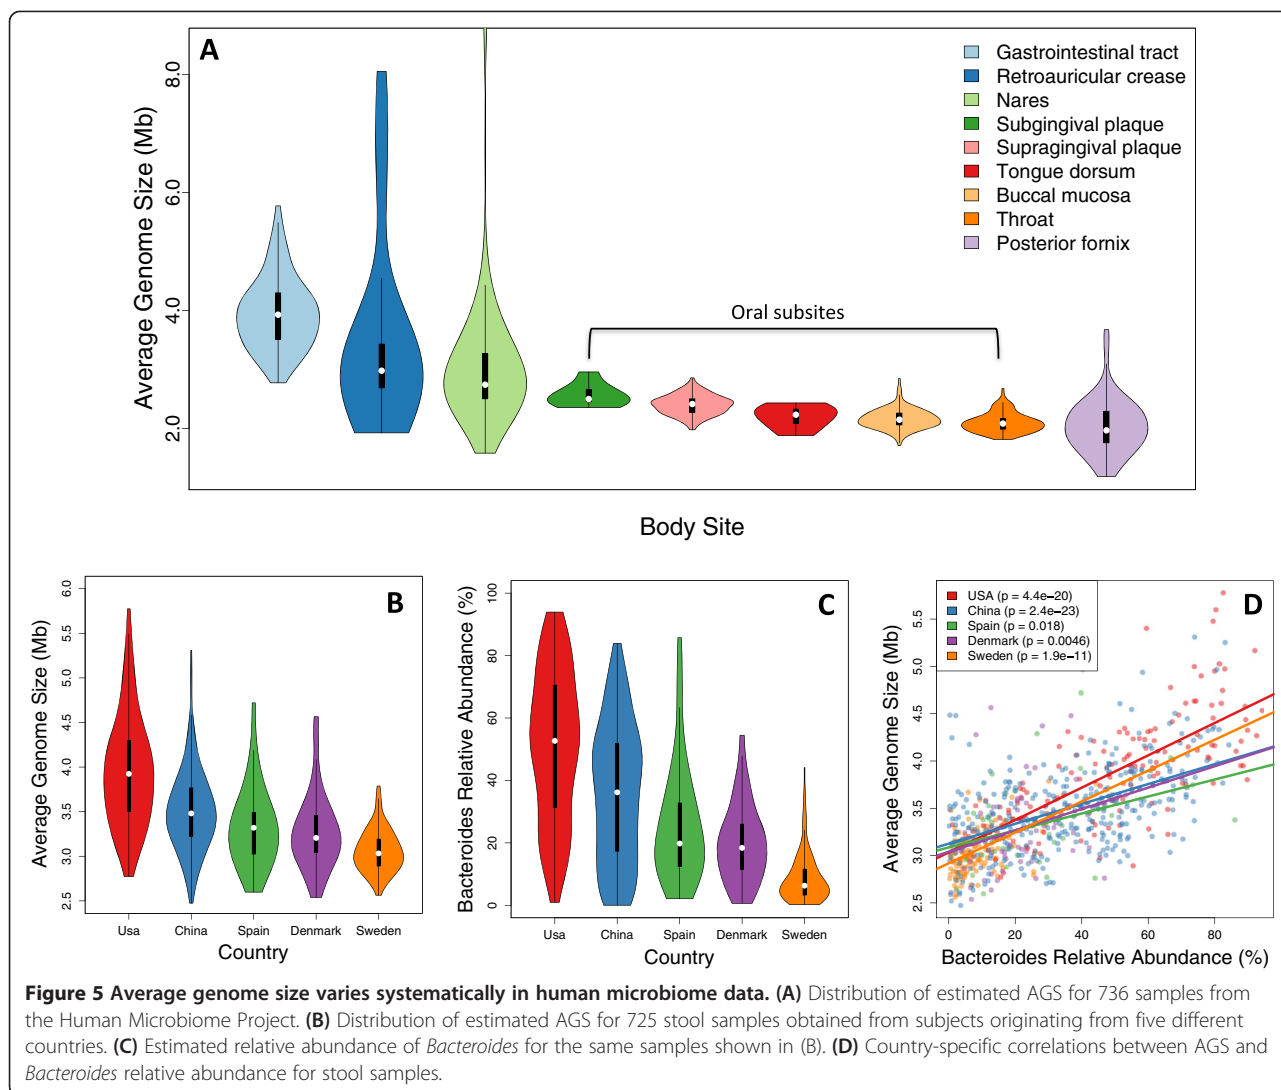 A
Average Genome Size (Mb)
8.0
6.0
4.0
2.0
Gastrointestinal tract
Retroauricular crease
Nares
Subgingival plaque
Supragingival plaque
Tongue dorsum
Buccal mucosa
Throat
Posterior fornix
Oral subsites
Body Site
B
Average Genome Size (Mb)
6.0
5.5
5.0
4.5
4.0
3.5
3.0
2.5
Usa China Spain Denmark Sweden
Country
C
Bacteroides Relative Abundance (%)
100
80
60
40
20
0
Usa China Spain Denmark Sweden
Country
D
USA (p = 4.4e−20)
China (p = 2.4e−23)
Spain (p = 0.018)
Denmark (p = 0.0046)
Sweden (p = 1.9e−11)
Average Genome Size (Mb)
5.5
5.0
4.5
4.0
3.5
3.0
2.5
0 20 40 60 80
Bacteroides Relative Abundance (%)
Figure 5 Average genome size varies systematically in human microbiome data. (A) Distribution of estimated AGS for 736 samples from
the Human Microbiome Project. (B) Distribution of estimated AGS for 725 stool samples obtained from subjects originating from five different
countries. (C) Estimated relative abundance of Bacteroides for the same samples shown in (B). (D) Country-specific correlations between AGS and
Bacteroides relative abundance for stool samples.